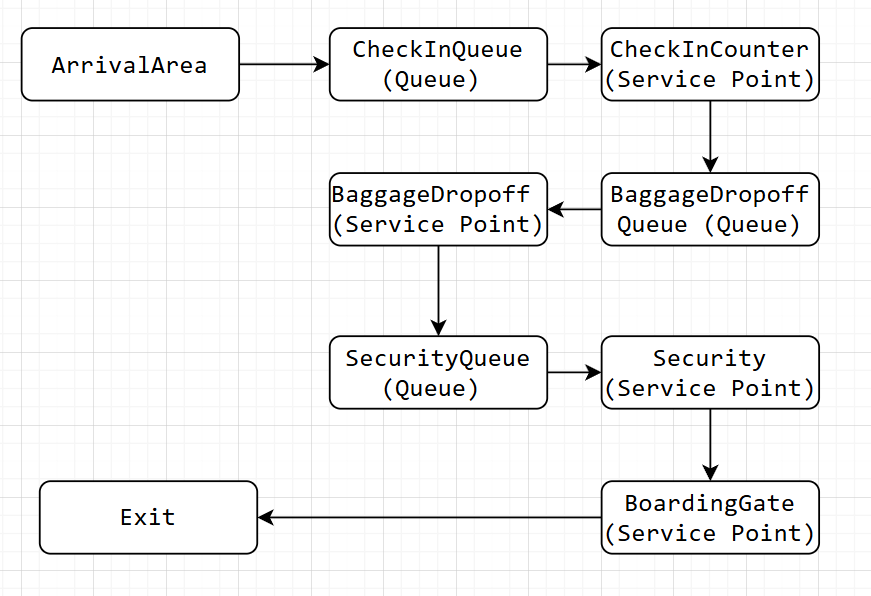 ArrivalArea
CheckInQueue
(Queue)
CheckInCounter
(Service Point)
BaggageDropoff
(Service Point)
BaggageDropoff
Queue (Queue)
SecurityQueue
(Queue)
Security
(Service Point)
Exit
BoardingGate
(Service Point)